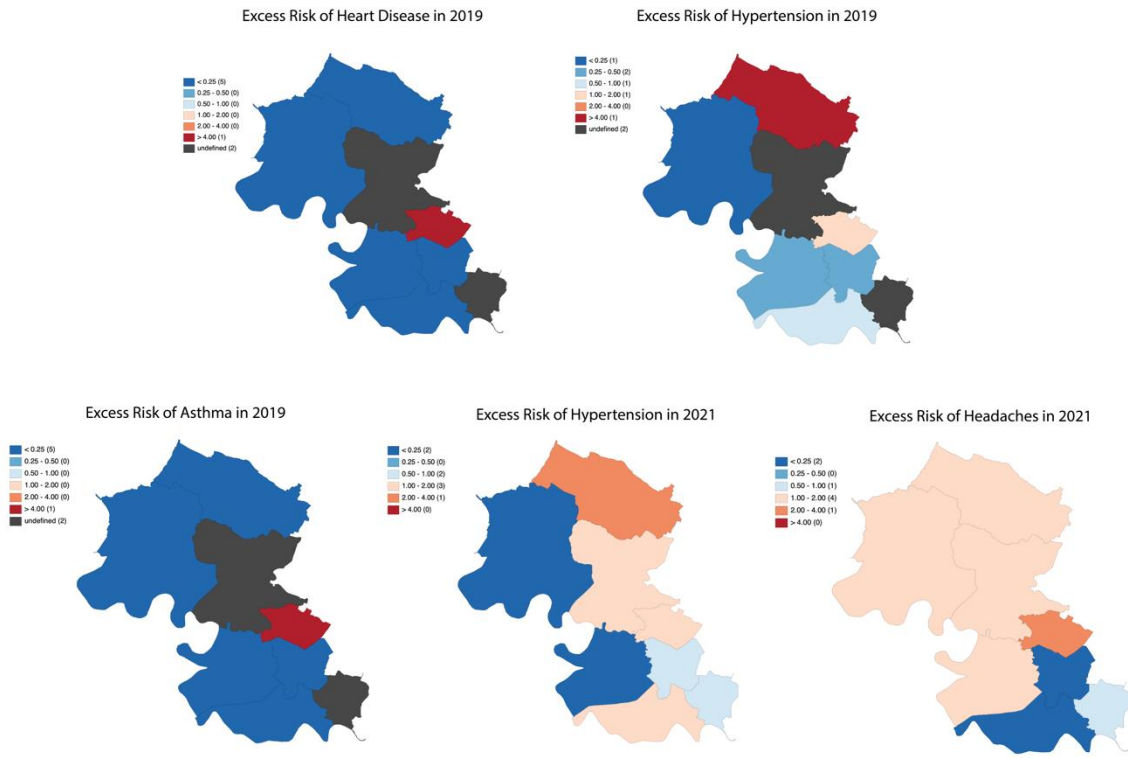 Excess Risk of Heart Disease in 2019
< 0.25 (5)
0.25 - 0.50 (0)
0.50 - 1.00 (0)
1.00 - 2.00 (0)
2.00 - 4.00 (0)
> 4.00 (1)
undefined (2)
Excess Risk of Hypertension in 2019
< 0.25 (1)
0.25 - 0.50 (2)
0.50 - 1.00 (1)
1.00 - 2.00 (1)
2.00 - 4.00 (0)
> 4.00 (1)
undefined (2)
Excess Risk of Asthma in 2019
< 0.25 (5)
0.25 - 0.50 (0)
0.50 - 1.00 (0)
1.00 - 2.00 (0)
2.00 - 4.00 (0)
> 4.00 (1)
undefined (2)
Excess Risk of Hypertension in 2021
< 0.25 (2)
0.25 - 0.50 (0)
0.50 - 1.00 (2)
1.00 - 2.00 (3)
2.00 - 4.00 (1)
> 4.00 (0)
Excess Risk of Headaches in 2021
< 0.25 (2)
0.25 - 0.50 (0)
0.50 - 1.00 (1)
1.00 - 2.00 (4)
2.00 - 4.00 (1)
> 4.00 (0)